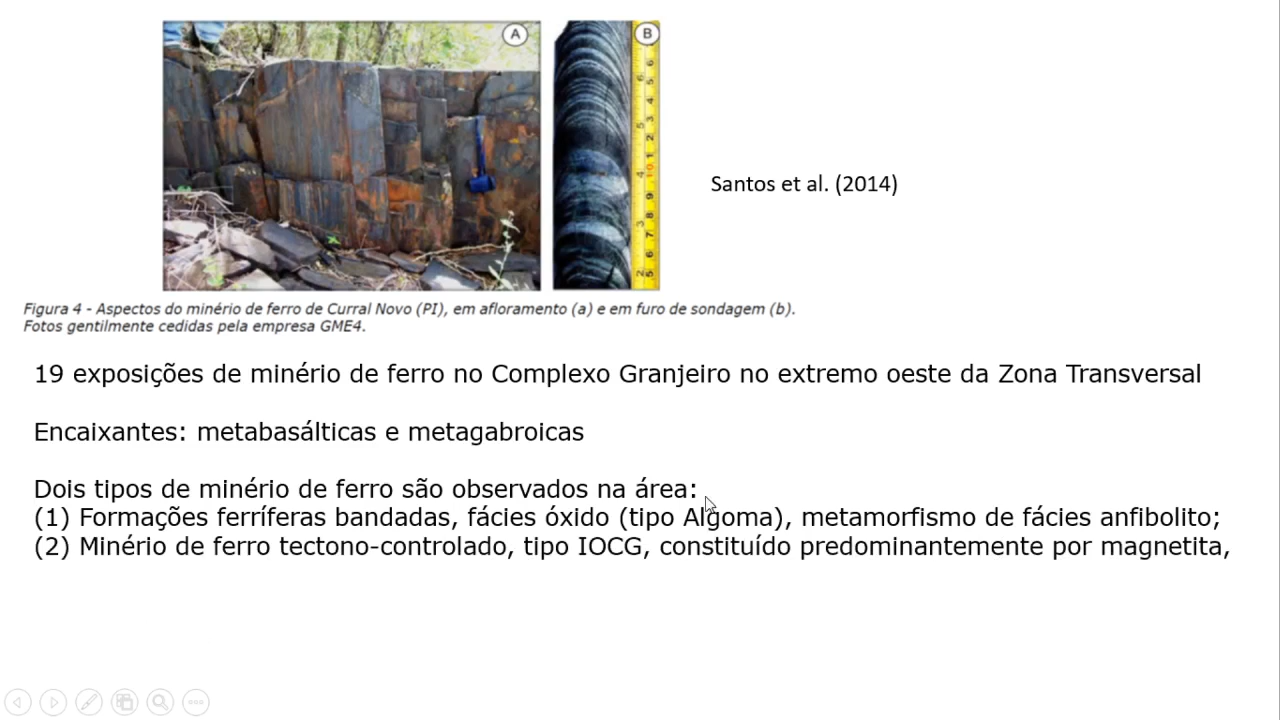 A
B
Santos et al. (2014)
Figura 4 - Aspectos do minério de ferro de Curral Novo (PI), em afloramento (a) e em furo de sondagem (b).
Fotos gentilmente cedidas pela empresa GME4.
19 exposições de minério de ferro no Complexo Granjeiro no extremo oeste da Zona Transversal
Encaixantes: metabasálticas e metagabroicas
Dois tipos de minério de ferro são observados na área:
(1) Formações ferríferas bandadas, fácies óxido (tipo Algoma), metamorfismo de fácies anfibolito;
(2) Minério de ferro tectono-controlado, tipo IOCG, constituído predominantemente por magnetita,